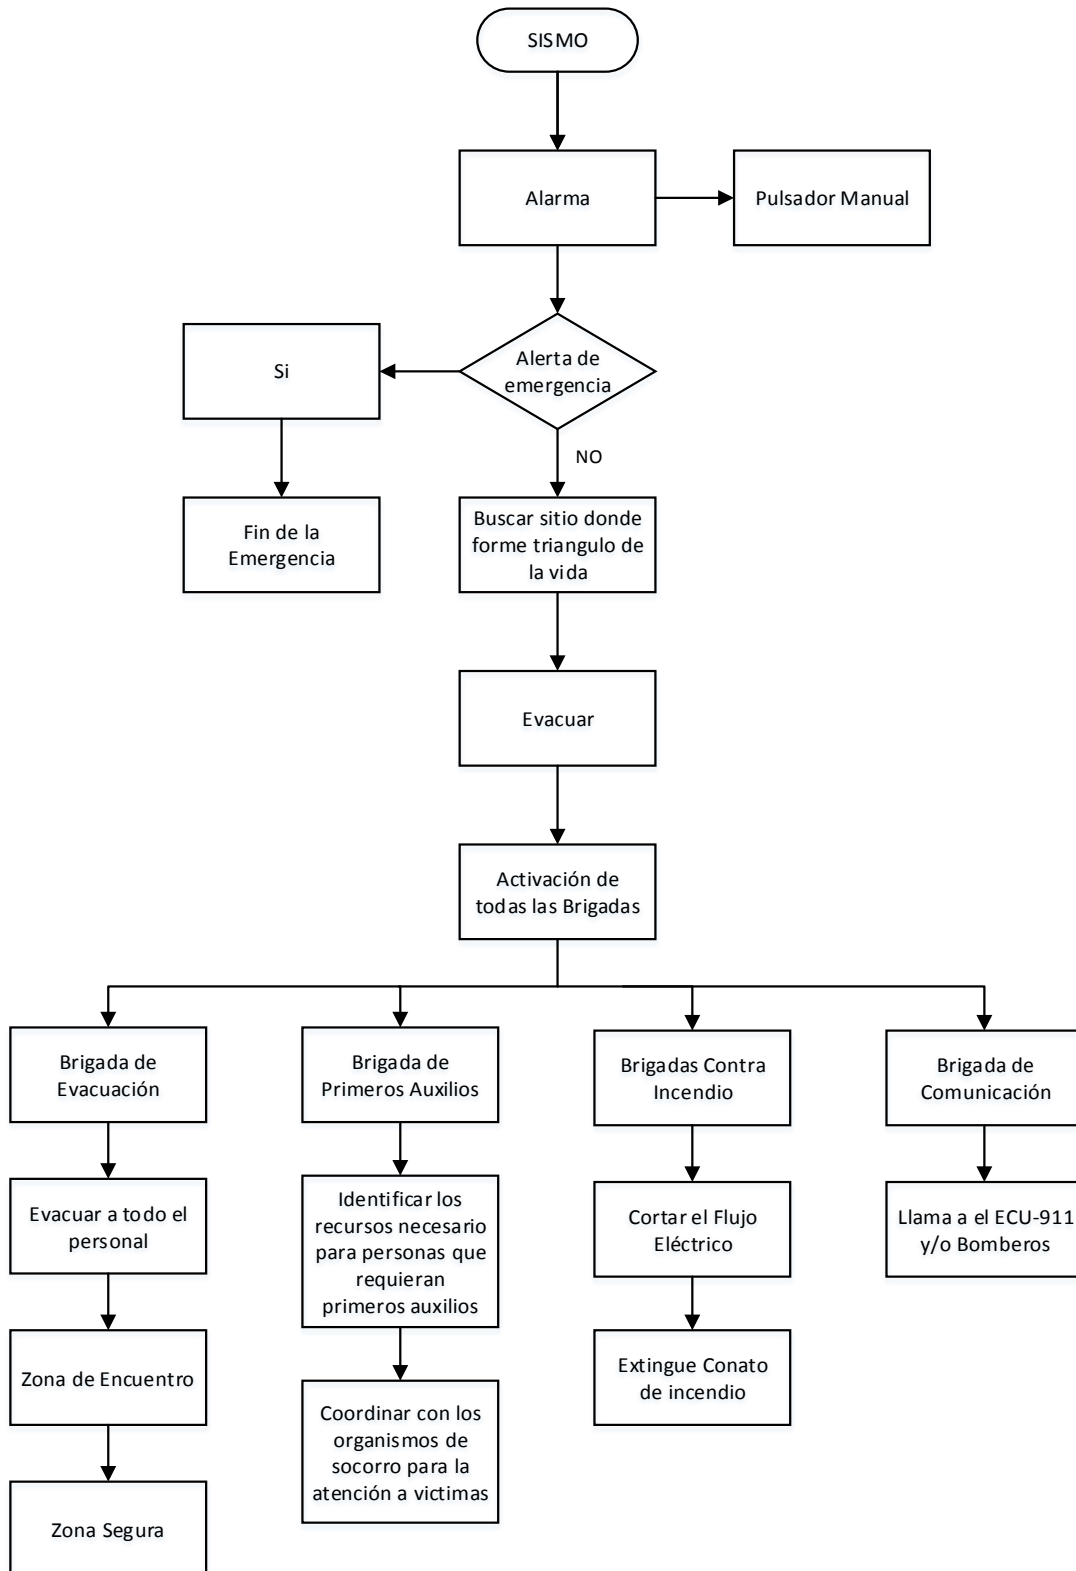 SISMO
Alarma
Pulsador Manual
Alerta de
emergencia
Si
NO
Fin de la
Emergencia
Buscar sitio donde
forme triangulo de
la vida
Evacuar
Activación de
todas las Brigadas
Brigada de
Evacuación
Brigada de
Primeros Auxilios
Brigadas Contra
Incendio
Brigada de
Comunicación
Evacuar a todo el
personal
Identificar los
recursos necesario
para personas que
requieran
primeros auxilios
Cortar el Flujo
Eléctrico
Llama a el ECU-911
y/o Bomberos
Zona de Encuentro
Coordinar con los
organismos de
socorro para la
atención a victimas
Extingue Conato
de incendio
Zona Segura